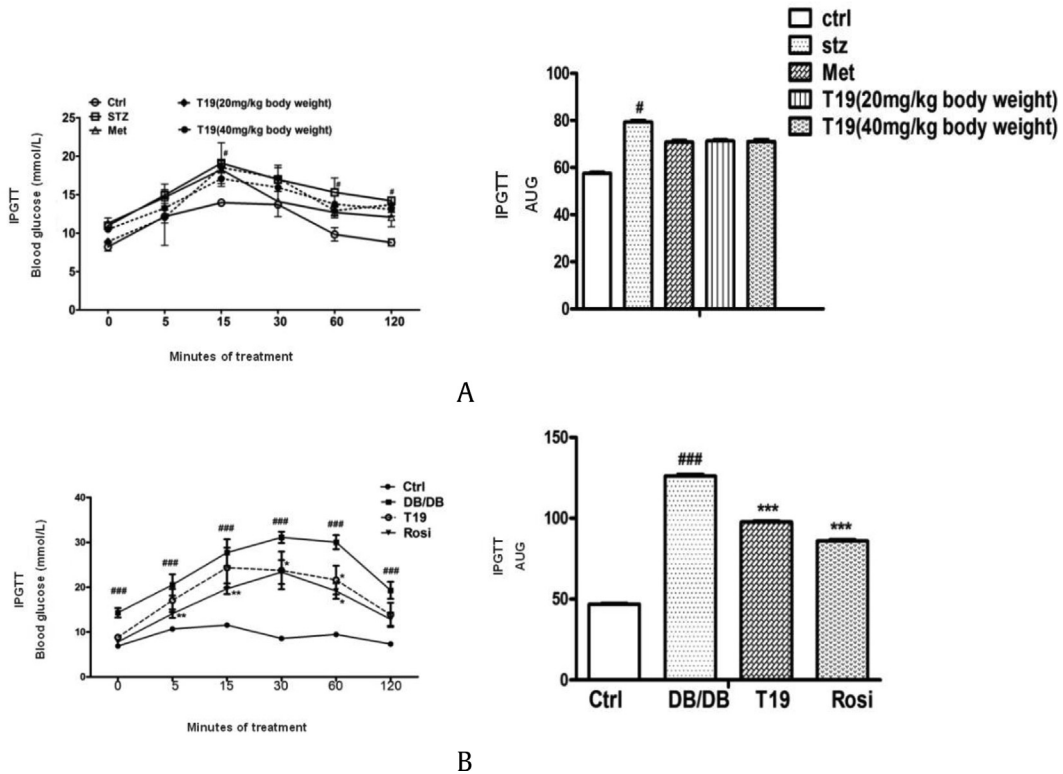 ctrl
stz
Met
T19(20mg/kg body weight)
T19(40mg/kg body weight)
Ctrl
STZ
Met
T19(20mg/kg body weight)
T19(40mg/kg body weight)
IPGTT
Blood glucose (mmol/L)
25
20
15
10
5
0
#
#
#
0 5 15 30 60 120
Minutes of treatment
IPGTT
AUG
100
80
60
40
20
0
#
A
Ctrl
DB/DB
T19
Rosi
IPGTT
Blood glucose (mmol/L)
40
30
20
10
0
### ### ### ### ### ###
** ** * * *
0 5 15 30 60 120
Minutes of treatment
IPGTT
AUG
150
100
50
0
###
***
***
Ctrl DB/DB T19 Rosi
B